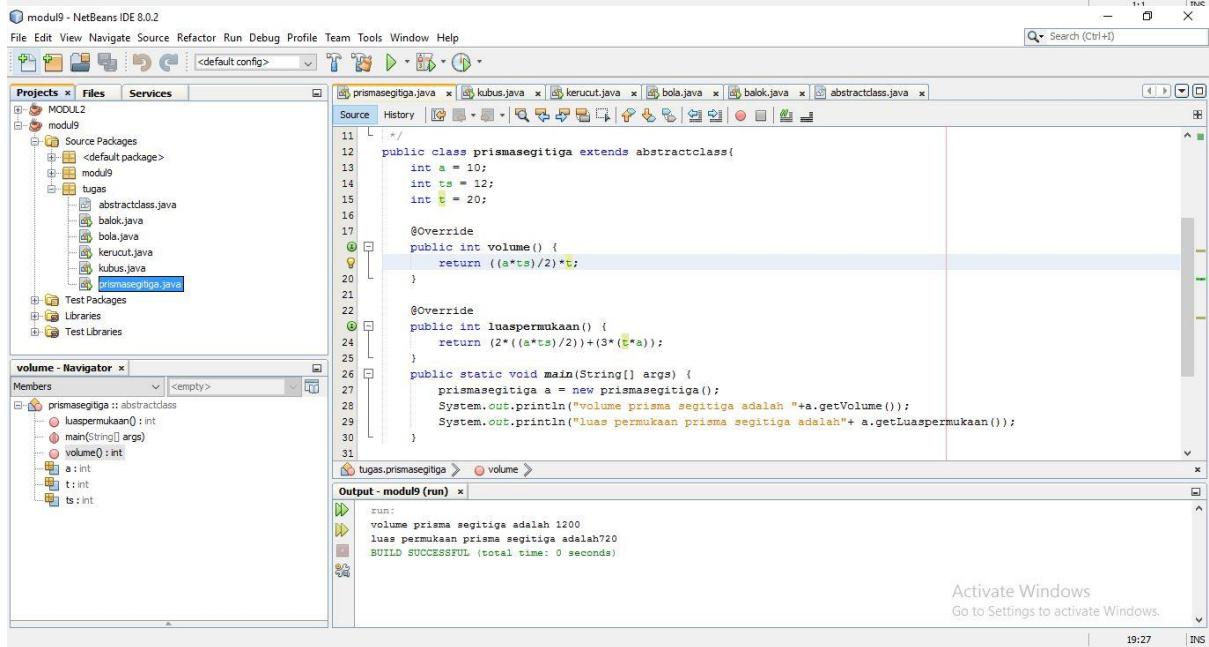 1:1 INS
modul9 - NetBeans IDE 8.0.2
File Edit View Navigate Source Refactor Run Debug Profile Team Tools Window Help
Search (Ctrl+I)
<default config>
Projects x Files Services
MODUL2
modul9
Source Packages
<default package>
modul9
tugas
abstractclass.java
balok.java
bola.java
kerucut.java
kubus.java
prismasegitiga.java
Test Packages
Libraries
Test Libraries
volume - Navigator x
Members <empty>
prismasegitiga :: abstractclass
luaspermukaan() : int
main(String[] args)
volume() : int
a : int
t : int
ts : int
prismasegitiga.java x kubus.java x kerucut.java x bola.java x balok.java x abstractclass.java x
Source History
11 */
12 public class prismasegitiga extends abstractclass{
13 int a = 10;
14 int ts = 12;
15 int t = 20;
16
17 @Override
public int volume() {
return ((a*ts)/2)*t;
20 }
21
22 @Override
public int luaspermukaan() {
24 return (2*((a*ts)/2))+(3*(t*a));
25 }
26 public static void main(String[] args) {
27 prismasegitiga a = new prismasegitiga();
28 System.out.println("volume prisma segitiga adalah "+a.getVolume());
29 System.out.println("luas permukaan prisma segitiga adalah"+ a.getLuaspermukaan());
30 }
31
tugas.prismasegitiga volume
Output - modul9 (run) x
run:
volume prisma segitiga adalah 1200
luas permukaan prisma segitiga adalah720
BUILD SUCCESSFUL (total time: 0 seconds)
Activate Windows
Go to Settings to activate Windows.
19:27 INS